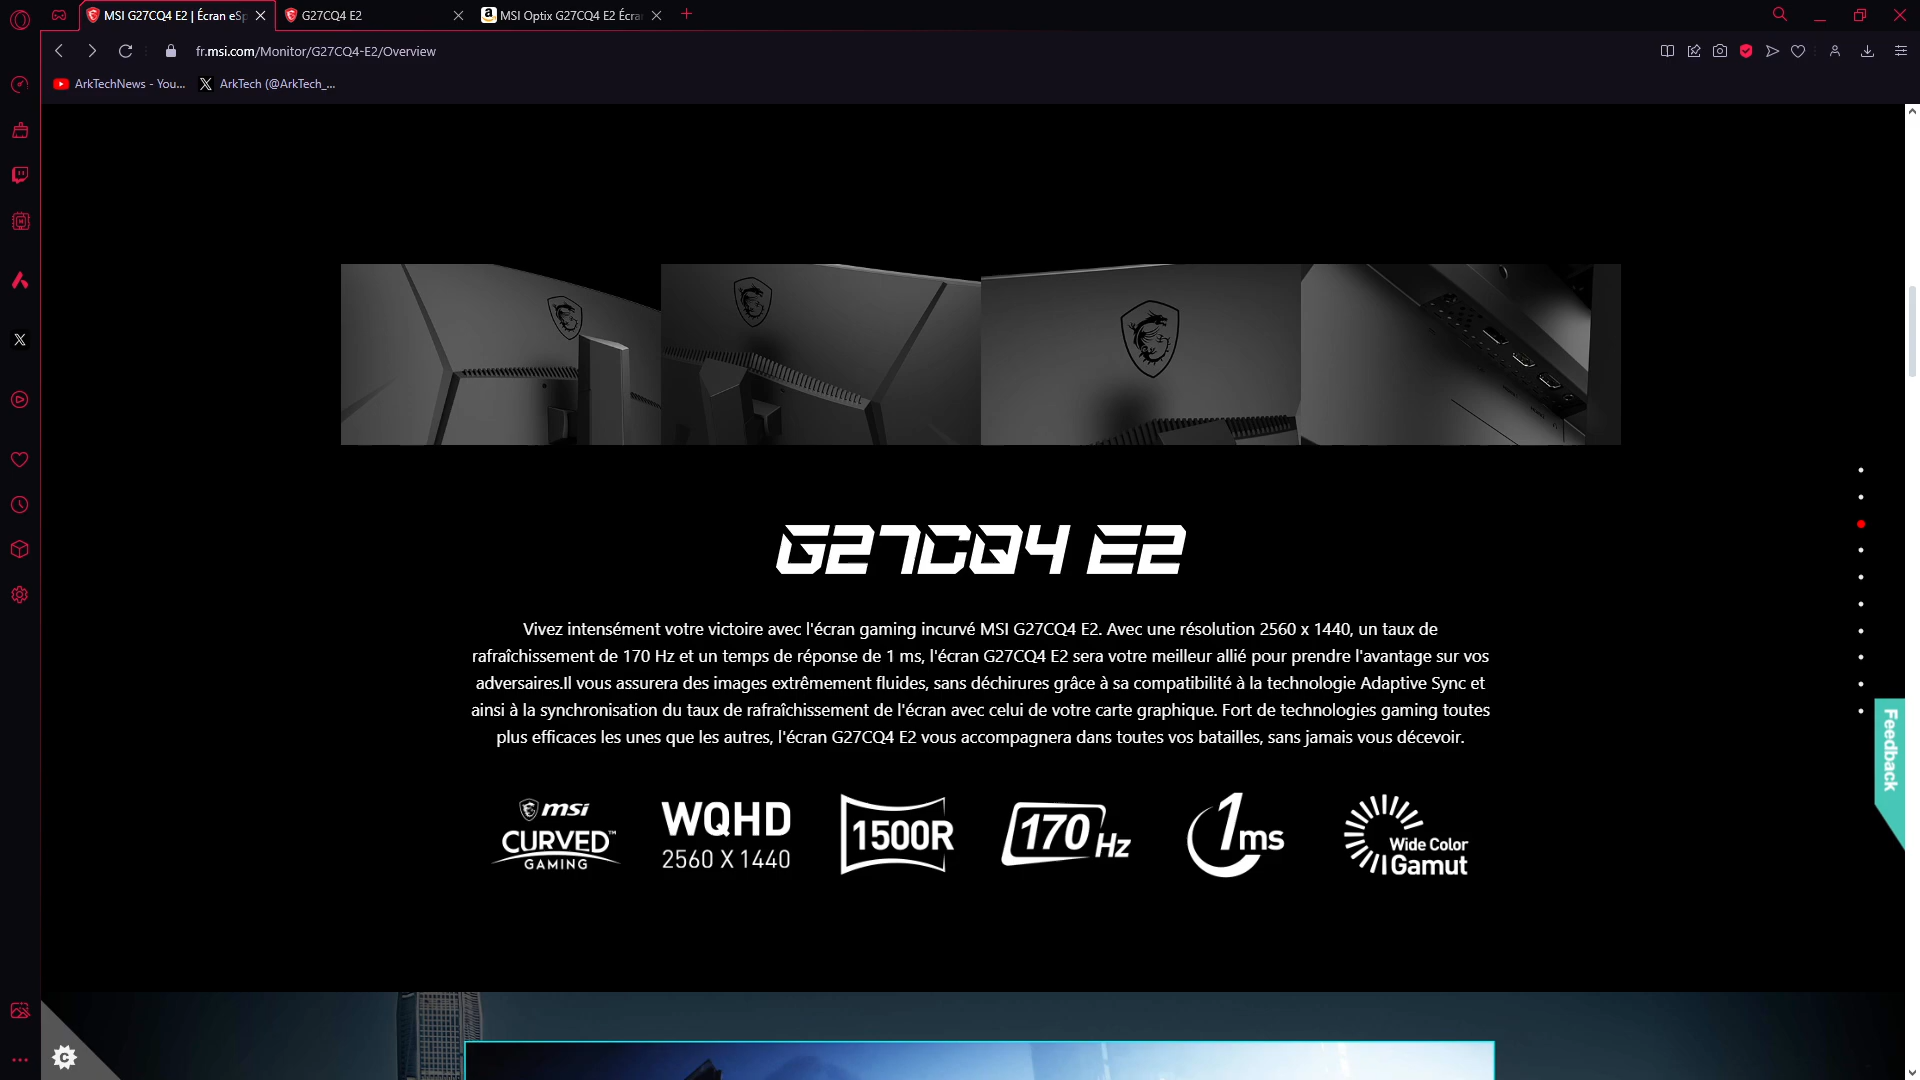 MSI G27CQ4 E2 | Écran eSp
G27CQ4 E2
MSI Optix G27CQ4 E2 Écra
fr.msi.com/Monitor/G27CQ4-E2/Overview
ArkTechNews - You...
ArkTech (@ArkTech_...
G27CQ4 E2
Vivez intensément votre victoire avec l'écran gaming incurvé MSI G27CQ4 E2. Avec une résolution 2560 x 1440, un taux de
rafraîchissement de 170 Hz et un temps de réponse de 1 ms, l'écran G27CQ4 E2 sera votre meilleur allié pour prendre l'avantage sur vos
adversaires.Il vous assurera des images extrêmement fluides, sans déchirures grâce à sa compatibilité à la technologie Adaptive Sync et
ainsi à la synchronisation du taux de rafraîchissement de l'écran avec celui de votre carte graphique. Fort de technologies gaming toutes
plus efficaces les unes que les autres, l'écran G27CQ4 E2 vous accompagnera dans toutes vos batailles, sans jamais vous décevoir.
msi
CURVED™
GAMING
WQHD
2560 X 1440
1500R
170 Hz
1ms
Wide Color
Gamut
Feedback